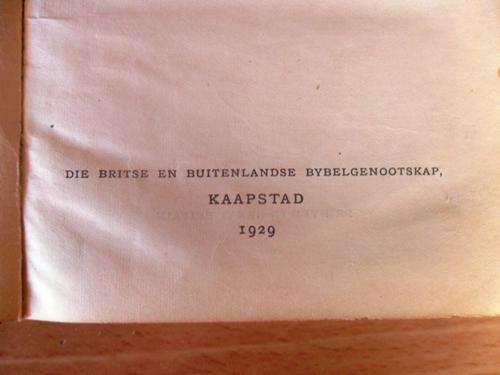 DIE BRITSE EN BUITENLANDSE BYBELGENOOTSKAP,
KAAPSTAD
1929